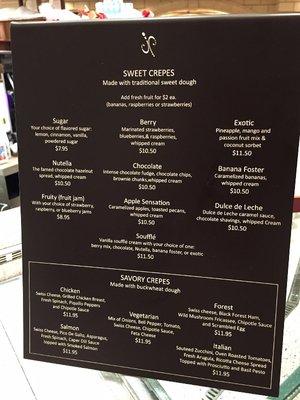 SWEET CREPES
Made with traditional sweet dough
Add fresh fruit for $2 ea.
(bananas, raspberries or strawberries)
Sugar
Your choice of flavored sugar:
lemon, cinnamon, vanilla,
powdered sugar
$7.95
Berry
Marinated strawberries,
blueberries,& raspberries,
whipped cream
$10.50
Exotic
Pineapple, mango and
passion fruit mix &
coconut sorbet
$11.50
Nutella
The famed chocolate hazelnut
spread, whipped cream
$10.50
Chocolate
Intense chocolate fudge, chocolate chips,
brownie chunks,whipped cream
$10.50
Banana Foster
Caramelized bananas,
whipped cream
$10.50
Fruity (fruit jam)
With your choice of strawberry,
raspberry, or blueberry jams
$8.95
Apple Sensation
Caramelized apples, toasted pecans,
whipped cream
$10.50
Dulce de Leche
Dulce de Leche caramel sauce,
chocolate shavings, whipped Cream
$10.50
Soufflé
Vanilla souffle cream with your choice of one:
berry mix, chocolate, Nutella, banana foster, or exotic
$11.50
SAVORY CREPES
Made with buckwheat dough
Chicken
Swiss Cheese, Grilled Chicken Breast,
Fresh Spinach, Piquillo Peppers
and Chipotle Sauce
$11.95
Vegetarian
Mix of Onions, Bell Pepper, Tomato,
Swiss Cheese, Chipotle Sauce,
Feta Cheese
$11.95
Forest
Swiss cheese, Black Forest Ham,
Wild Mushroom Fricassee, Chipotle Sauce
and Scrambled Egg
$11.95
Salmon
Swiss Cheese, Pico de Gallo, Asparagus,
Fresh Spinach, Caper Dill Sauce
topped with Smoked Salmon
$11.95
Italian
Sauteed Zucchini, Oven Roasted Tomatoes,
Fresh Arugula, Ricotta Cheese Spread
Topped with Prosciutto and Basil Pesto
$11.95